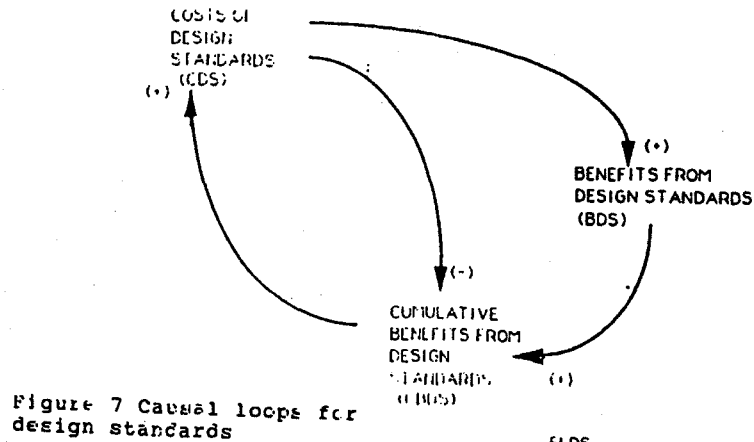 COSTS OF
DESIGN
STANDARDS
(CDS)
(+)
(+)
BENEFITS FROM
DESIGN STANDARDS
(BDS)
(-)
CUMULATIVE
BENEFITS FROM
DESIGN
STANDARDS
(CBDS)
(+)
Figure 7 Causal loops for
design standards